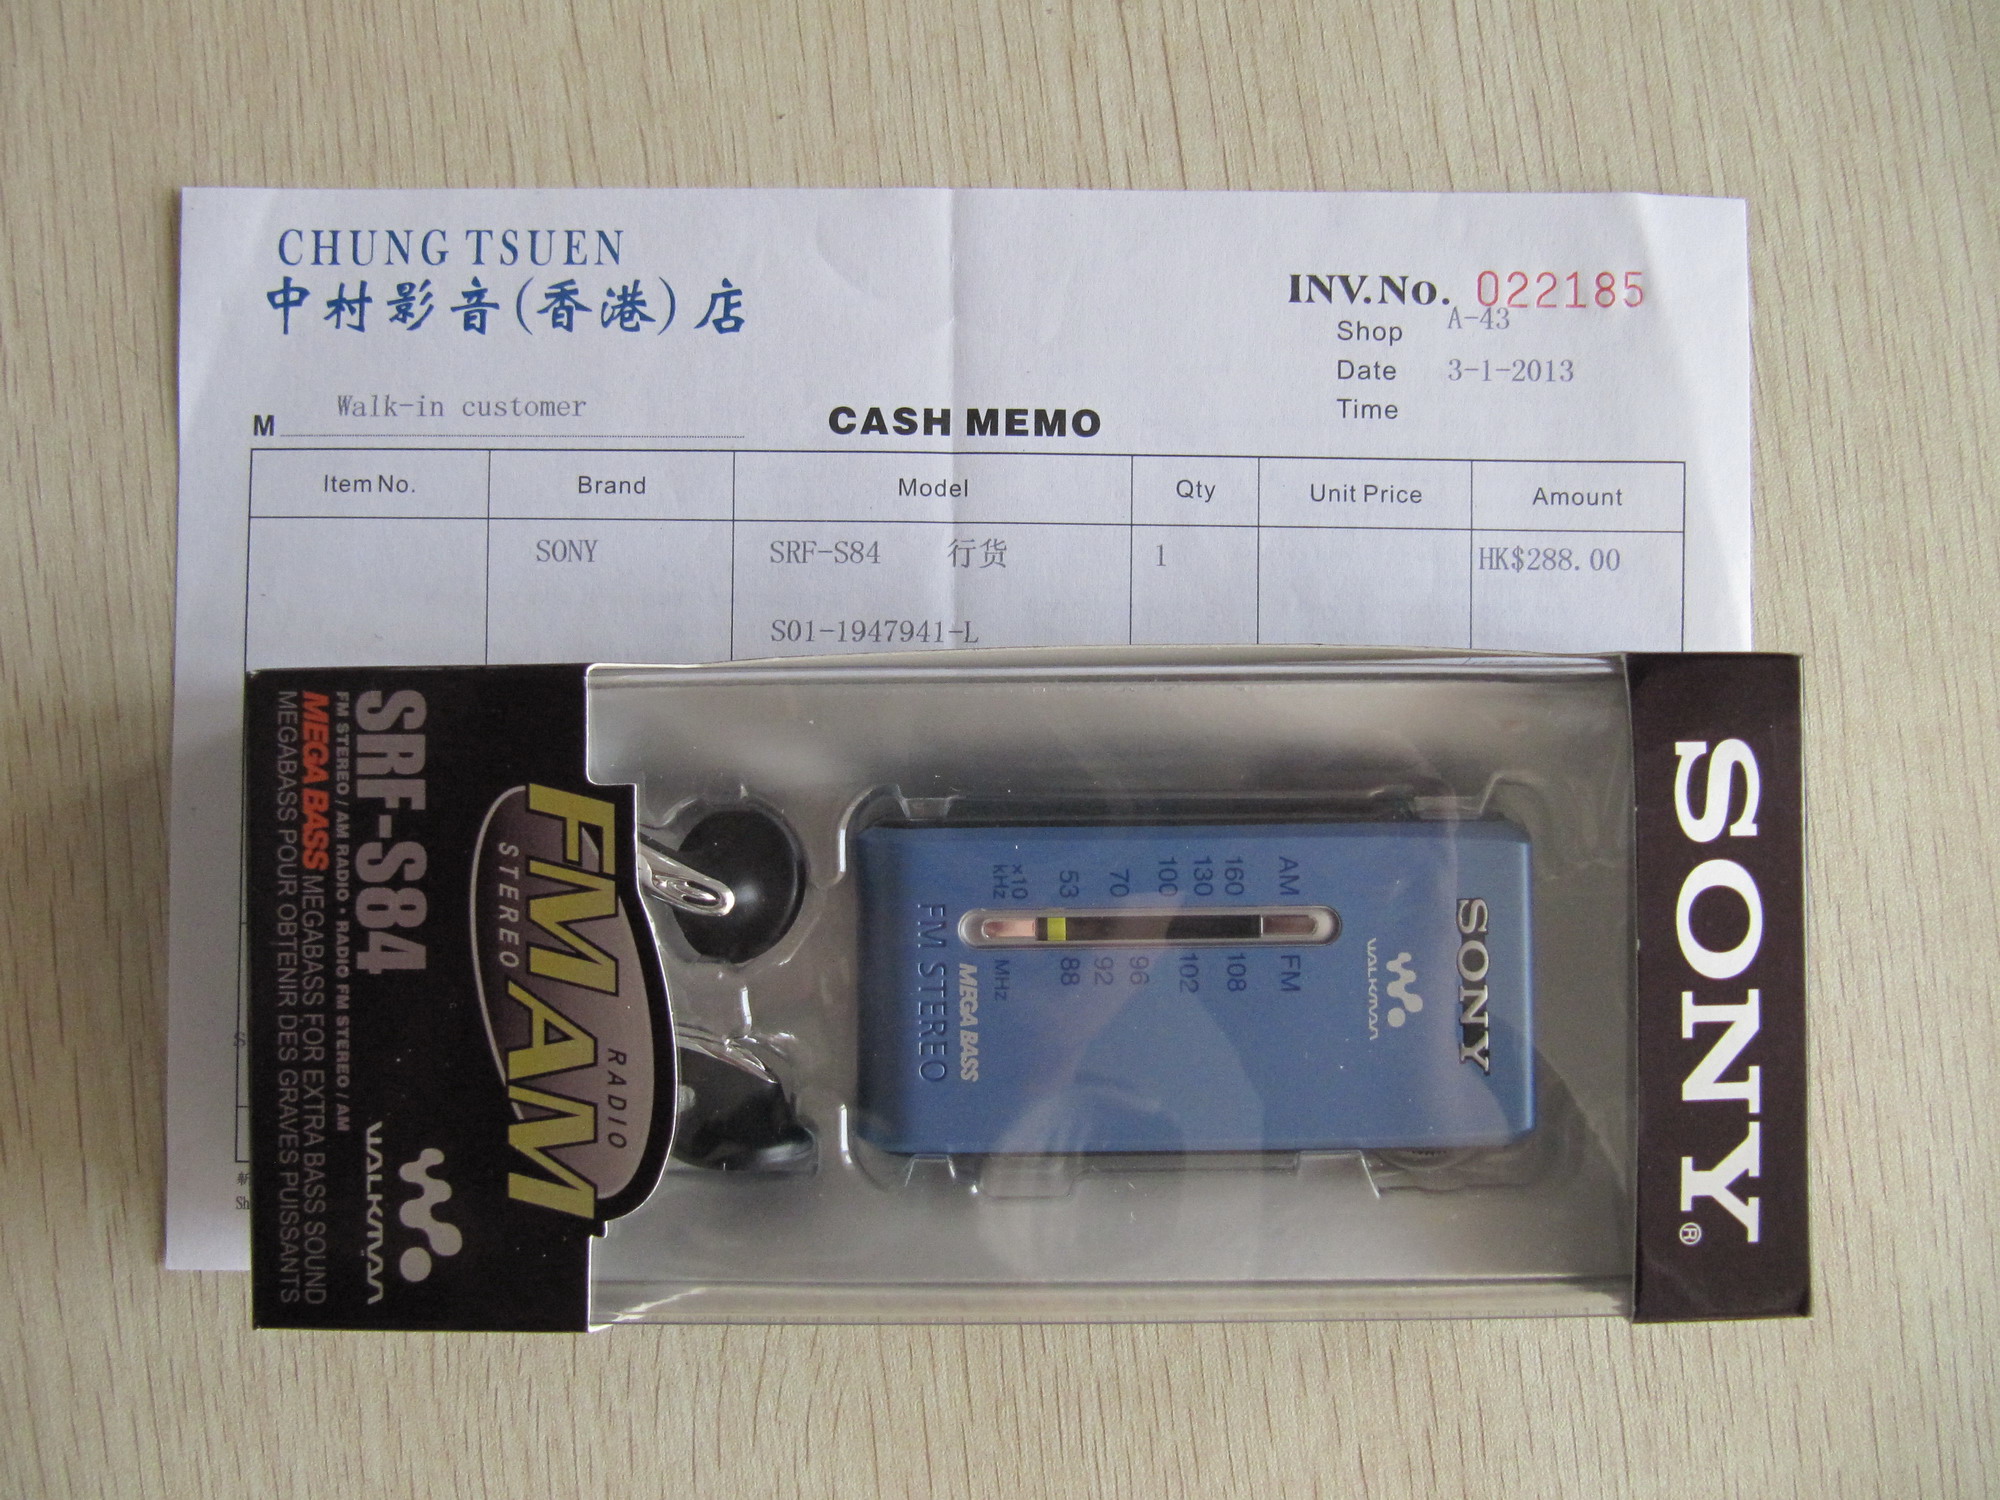 CHUNG TSUEN
中村影音(香港)店
INV.No. 022185
Shop A-43
Date 3-1-2013
Time
M Walk-in customer
CASH MEMO
Item No. Brand Model Qty Unit Price Amount
SONY SRF-S84 行货 1 HK$288.00
S01-1947941-L
SONY®
SONY
WALKMAN
AM FM
160 108
130 102
100 96
70 92
53 88
x10 kHz MHz
MEGA BASS
FM STEREO
RADIO
FM AM
STEREO
WALKMAN
SRF-S84
FM STEREO / AM RADIO • RADIO FM STEREO / AM
MEGA BASS MEGABASS FOR EXTRA BASS SOUND
MEGABASS POUR OBTENIR DES GRAVES PUISSANTS